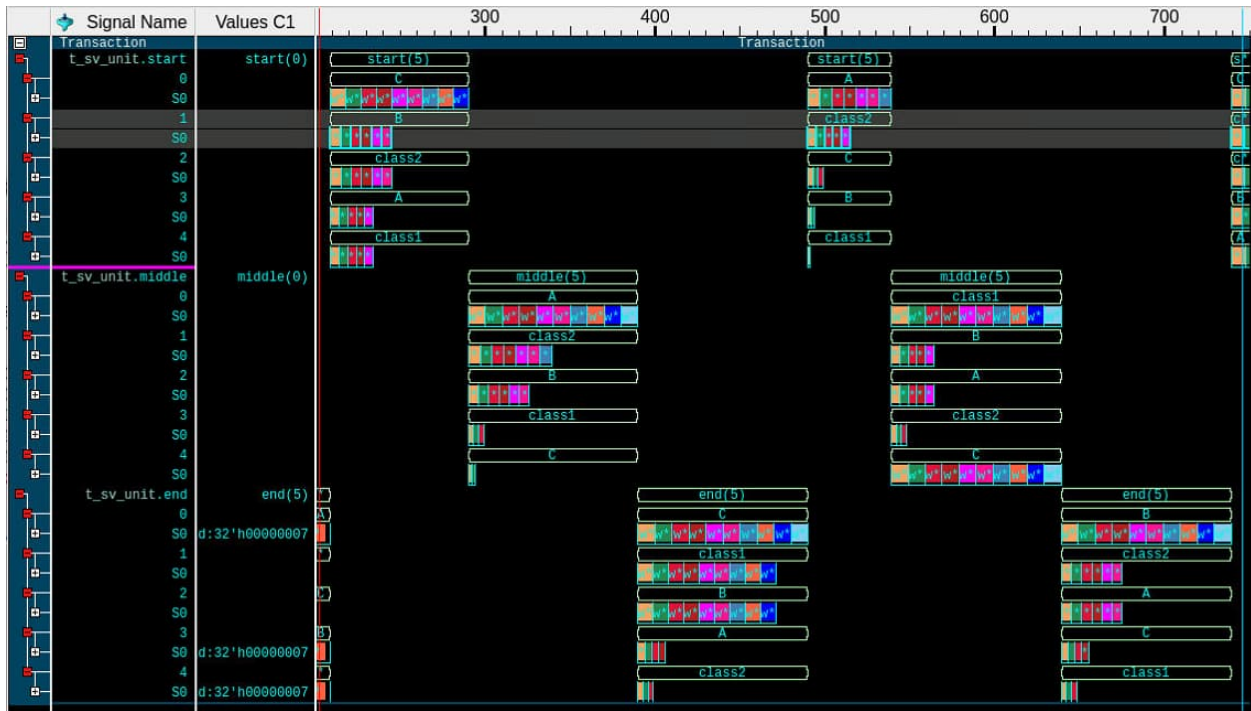 Signal Name Values C1 300 400 500 600 700
Transaction Transaction
t_sv_unit.start start(0) start(5) start(5) s*
0 C A C
S0 w* w* w* w* w* w* w* w* * * * * *
1 B class2 c*
S0 * * * * * * * * *
2 class2 C c*
S0 * * * * *
3 A B B
S0 * * * *
4 class1 class1 A
S0 * * * *
t_sv_unit.middle middle(0) middle(5) middle(5)
0 A class1
S0 w* w* w* w* w* w* w* w* w* w* w* w* w* w* w* w*
1 class2 B
S0 * * * * * * * * * *
2 B A
S0 * * * * * * * * *
3 class1 class2
S0
4 C C
S0 w* w* w* w* w* w* w* w*
t_sv_unit.end end(5) * end(5) end(5)
0 A C B
S0 d:32'h00000007 w* w* w* w* w* w* w* w* w* w* w* w* w* w* w* w*
1 * class1 class2
S0 w* w* w* w* w* w* w* * * * *
2 C B A
S0 w* w* w* w* w* w* w* * * * *
3 B A C
S0 d:32'h00000007 *
4 * class2 class1
S0 d:32'h00000007